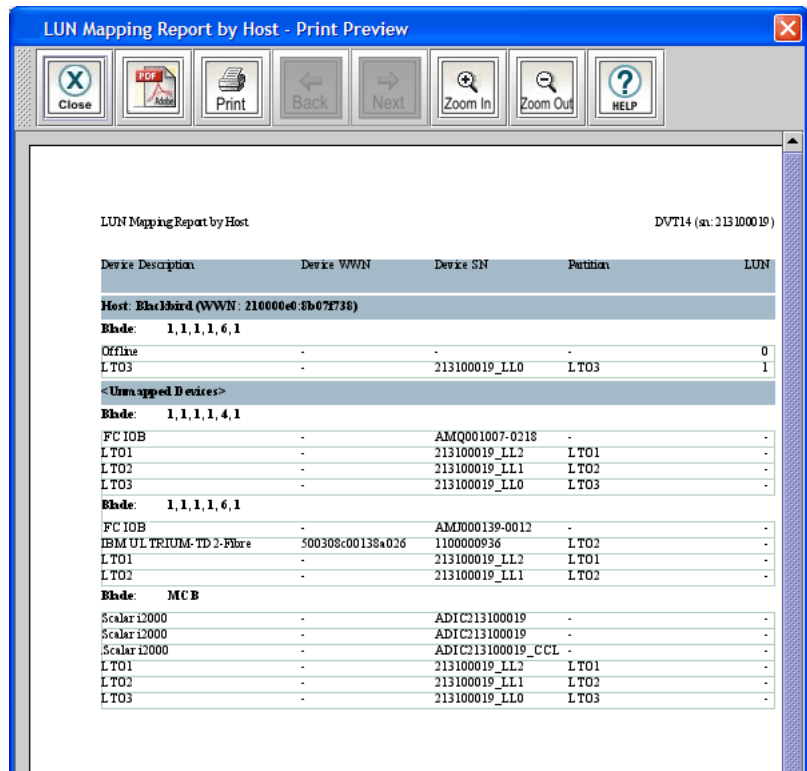 LUN Mapping Report by Host - Print Preview
X Close PDF Adobe Print Back Next Zoom In Zoom Out ? HELP
LUN Mapping Report by Host DVT14 (sn: 213100019)
Device Description Device WWN Device SN Partition LUN
Host: Blackbird (WWN: 210000e0:8b07f738)
Blade: 1,1,1,1,6,1
Offline - - - 0
LTO3 - 213100019_LL0 LTO3 1
<Unmapped Devices>
Blade: 1,1,1,1,4,1
FC IOB - AMQ001007-0218 - -
LTO1 - 213100019_LL2 LTO1 -
LTO2 - 213100019_LL1 LTO2 -
LTO3 - 213100019_LL0 LTO3 -
Blade: 1,1,1,1,6,1
FC IOB - AMJ000139-0012 - -
IBM ULTRIUM-TD2-Fibre 500308c00138a026 1100000936 LTO2 -
LTO1 - 213100019_LL2 LTO1 -
LTO2 - 213100019_LL1 LTO2 -
Blade: MCB
Scalar i2000 - ADIC213100019 - -
Scalar i2000 - ADIC213100019 - -
Scalar i2000 - ADIC213100019_CCL - -
LTO1 - 213100019_LL2 LTO1 -
LTO2 - 213100019_LL1 LTO2 -
LTO3 - 213100019_LL0 LTO3 -